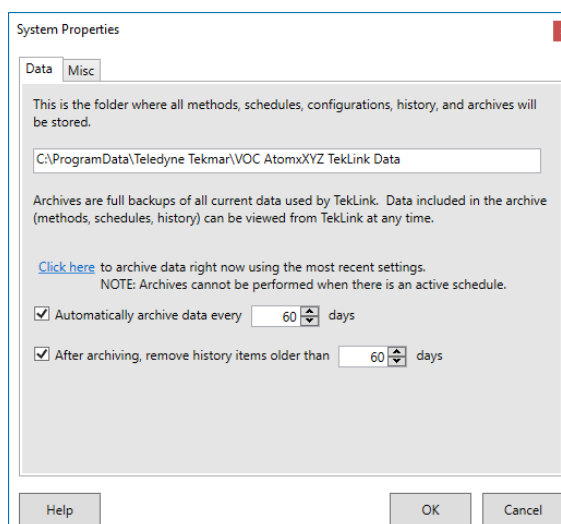 System Properties
Data Misc
This is the folder where all methods, schedules, configurations, history, and archives will
be stored.
C:\ProgramData\Teledyne Tekmar\VOC AtomxXYZ TekLink Data
Archives are full backups of all current data used by TekLink. Data included in the archive
(methods, schedules, history) can be viewed from TekLink at any time.
Click here to archive data right now using the most recent settings.
NOTE: Archives cannot be performed when there is an active schedule.
Automatically archive data every 60 days
After archiving, remove history items older than 60 days
Help OK Cancel